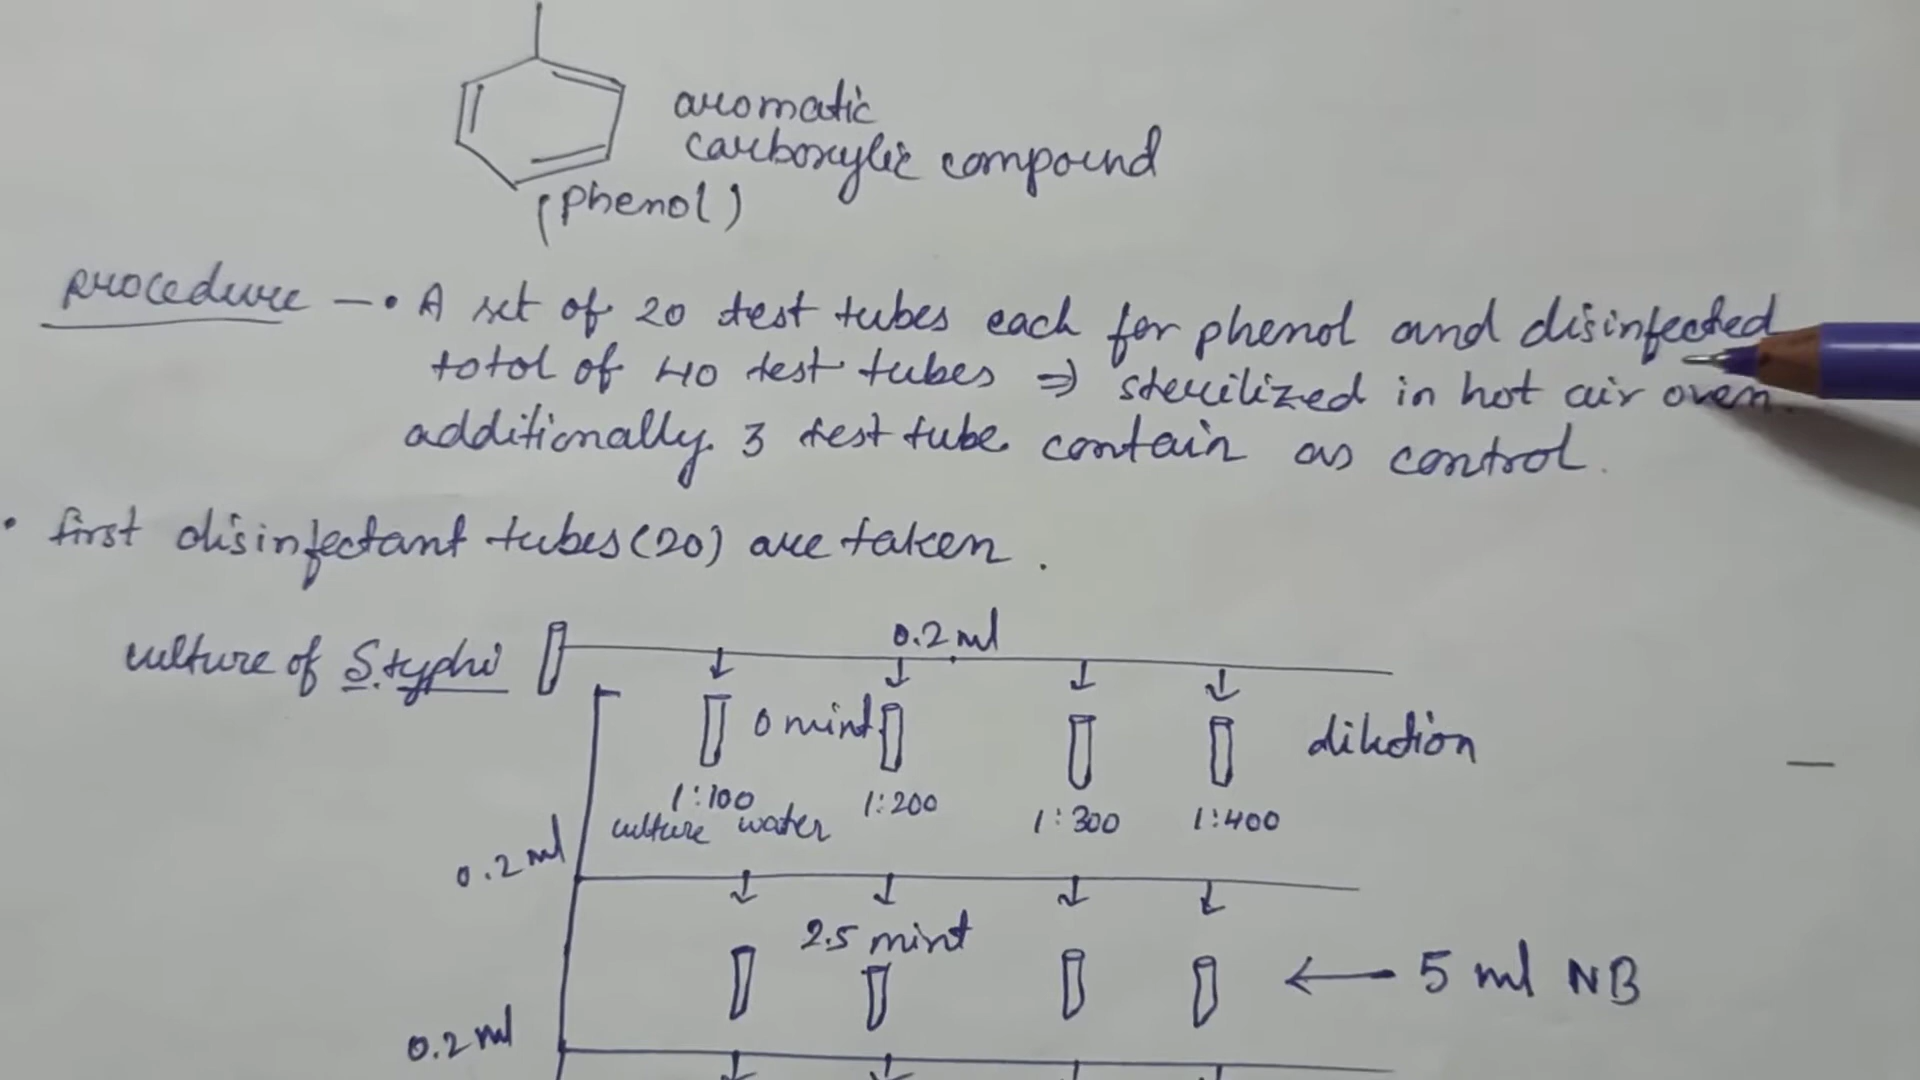 aromatic
carboxylic compound
(Phenol)
procedure — • A set of 20 test tubes each for phenol and disinfected
total of 40 test tubes ⇒ sterilized in hot air oven.
additionally. 3 test tube contain as control.
• first disinfectant tubes (20) are taken.
0.2 ml
culture of S. typhi
0 mint
dilution
1:100 1:200 1:300 1:400
culture water
0.2 ml
2.5 mint
← 5 ml NB
0.2 ml